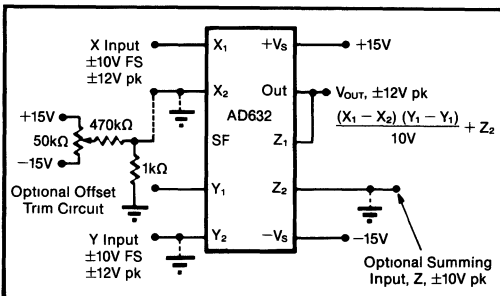 X Input
±10V FS
±12V pk
X₁
X₂
SF
Y₁
Y₂
AD632
+Vₛ
Out
Z₁
Z₂
−Vₛ
+15V
Vₒᵤₜ, ±12V pk
(X₁ − X₂) (Y₁ − Y₁)
10V
+ Z₂
+15V
50kΩ
−15V
470kΩ
1kΩ
Optional Offset
Trim Circuit
Y Input
±10V FS
±12V pk
−15V
Optional Summing
Input, Z, ±10V pk